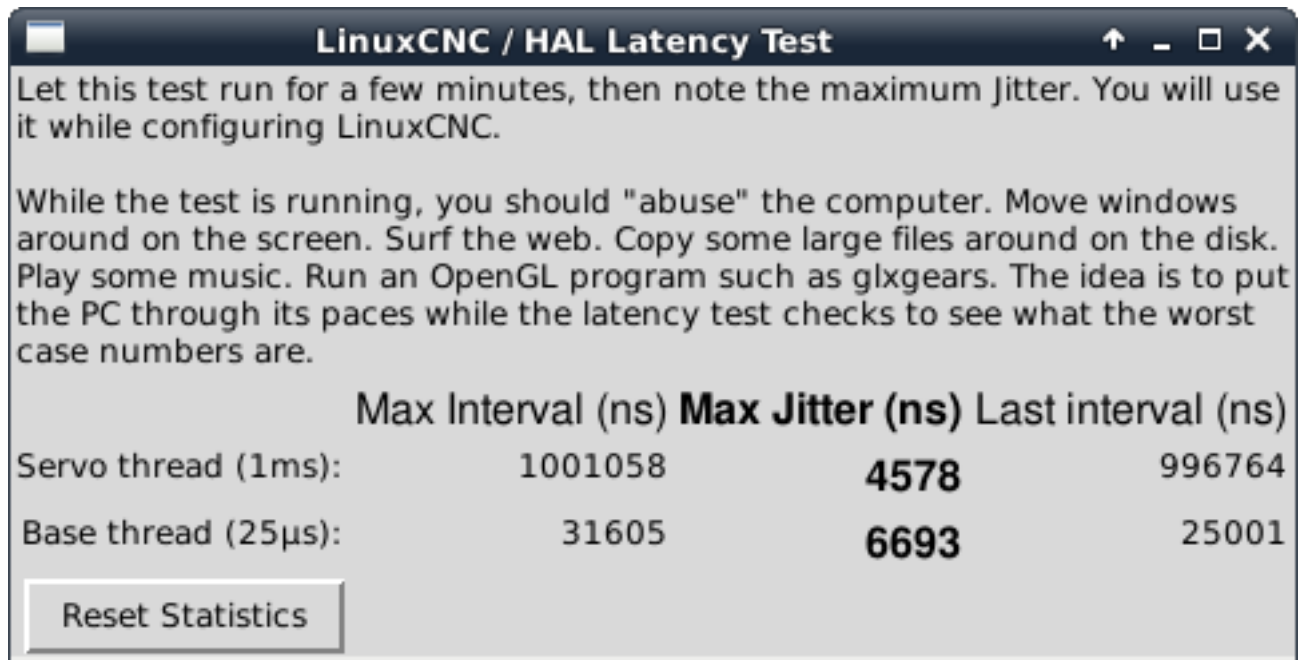 LinuxCNC / HAL Latency Test
Let this test run for a few minutes, then note the maximum Jitter. You will use
it while configuring LinuxCNC.
While the test is running, you should "abuse" the computer. Move windows
around on the screen. Surf the web. Copy some large files around on the disk.
Play some music. Run an OpenGL program such as glxgears. The idea is to put
the PC through its paces while the latency test checks to see what the worst
case numbers are.
Max Interval (ns) Max Jitter (ns) Last interval (ns)
Servo thread (1ms): 1001058 4578 996764
Base thread (25µs): 31605 6693 25001
Reset Statistics